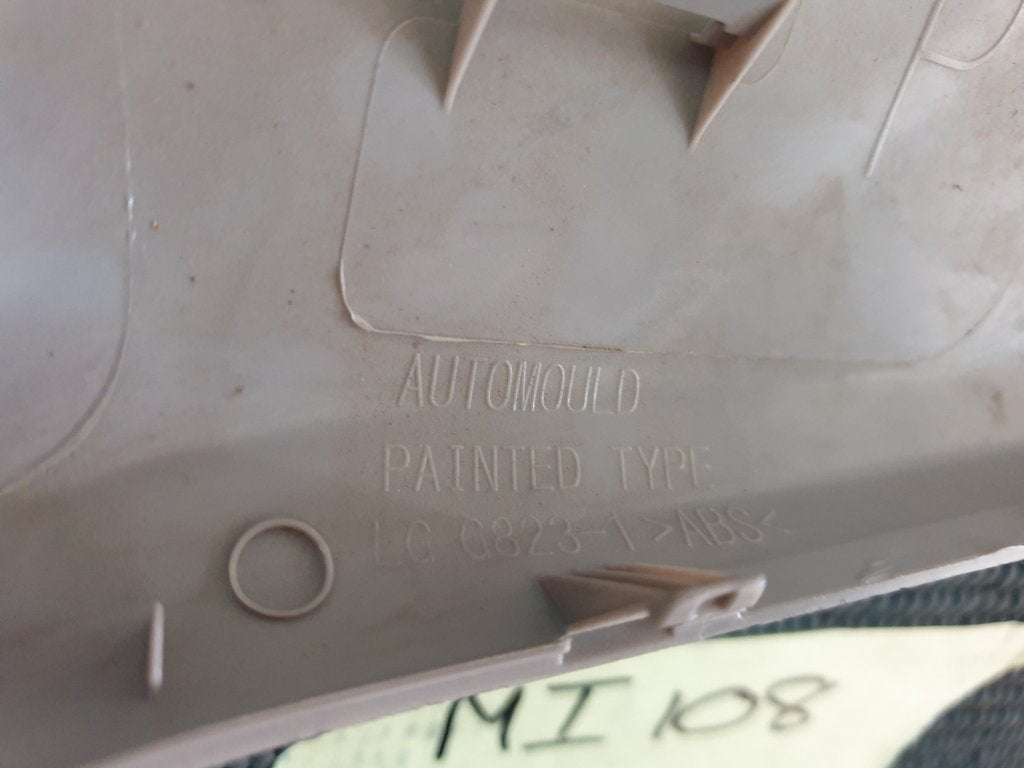 AUTOMOULD
PAINTED TYPE
LC G823-1 >ABS<
MI 108